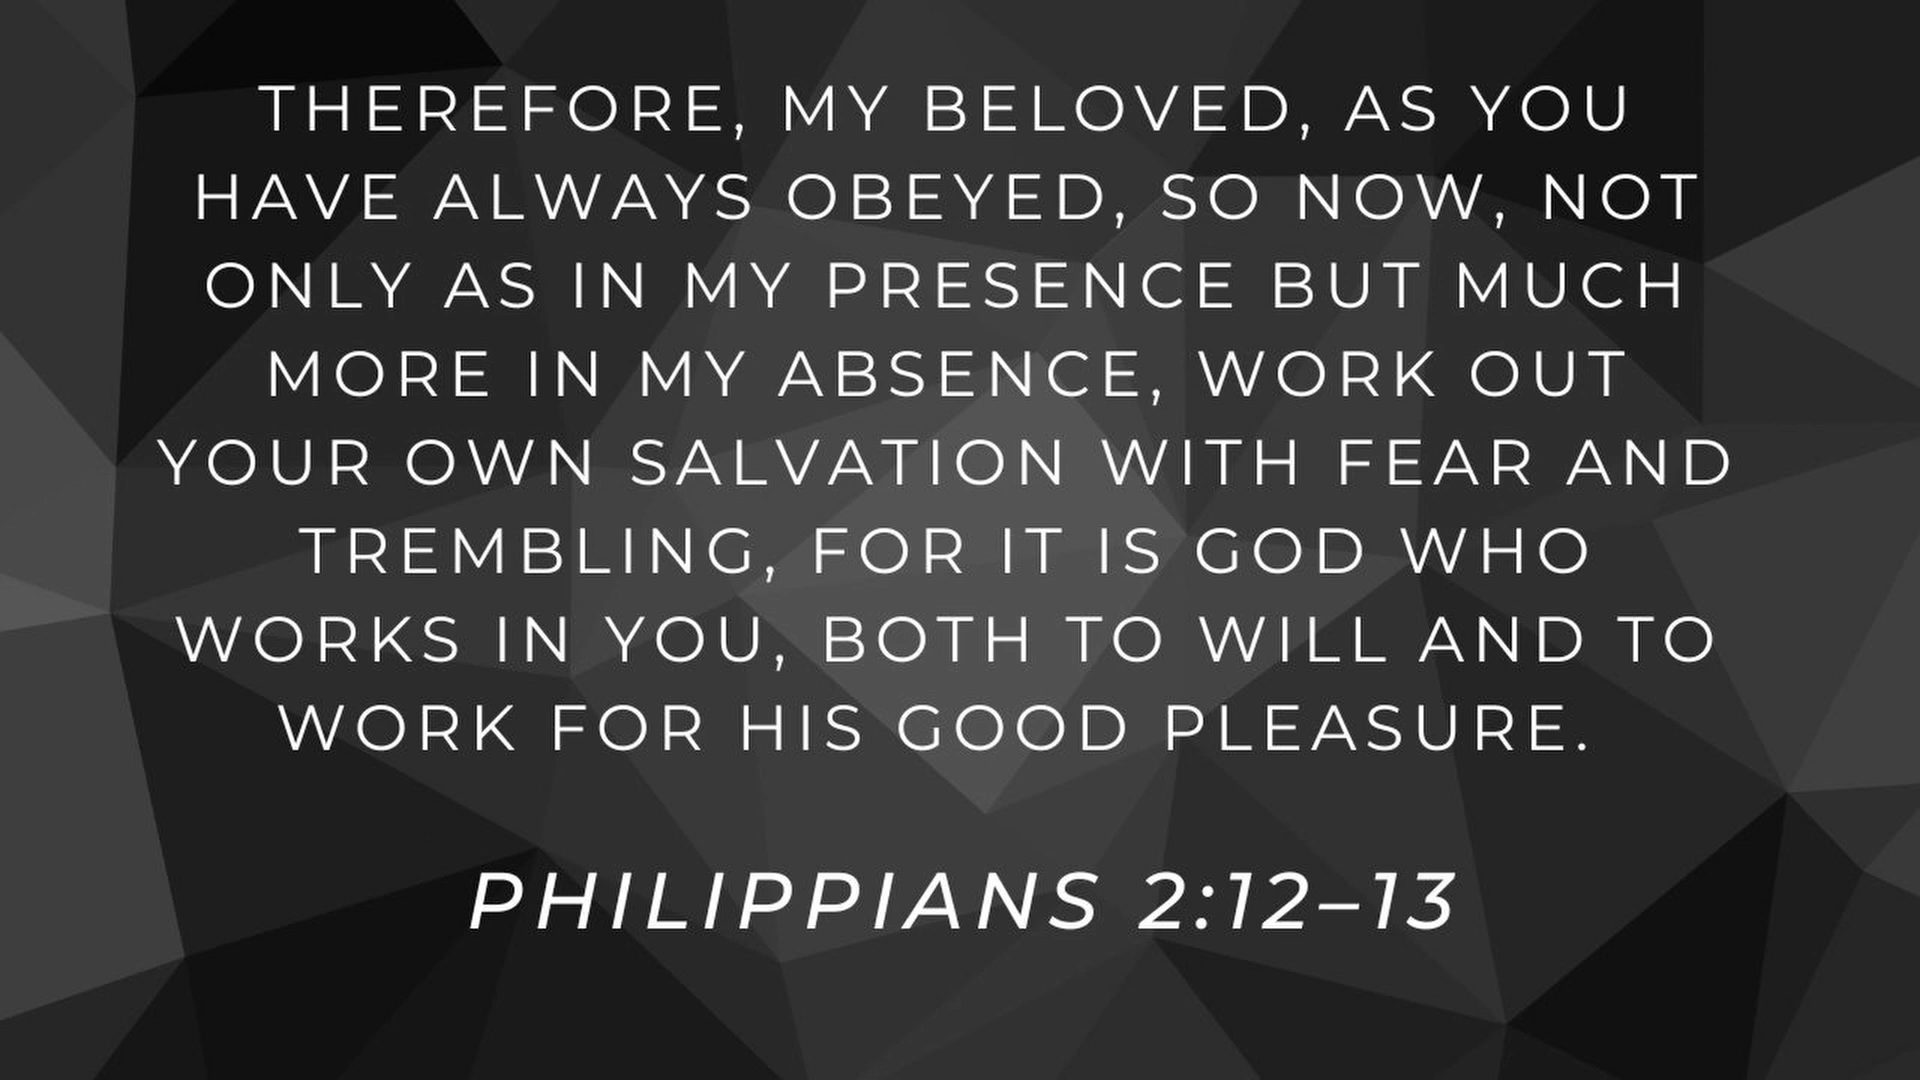 THEREFORE, MY BELOVED, AS YOU
HAVE ALWAYS OBEYED, SO NOW, NOT
ONLY AS IN MY PRESENCE BUT MUCH
MORE IN MY ABSENCE, WORK OUT
YOUR OWN SALVATION WITH FEAR AND
TREMBLING, FOR IT IS GOD WHO
WORKS IN YOU, BOTH TO WILL AND TO
WORK FOR HIS GOOD PLEASURE.
PHILIPPIANS 2:12–13